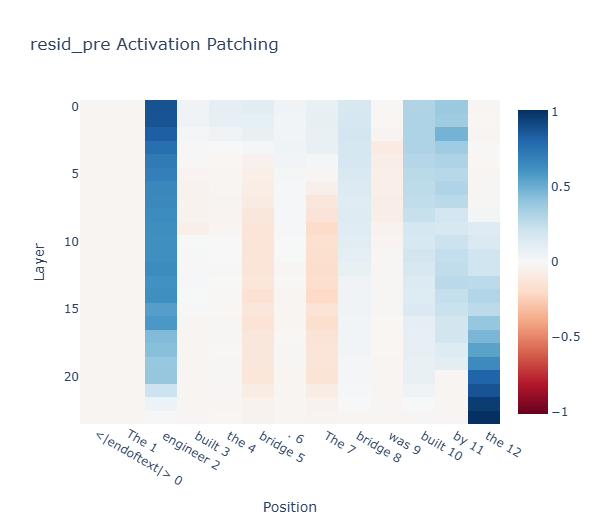 resid_pre Activation Patching
0
5
10
15
20
Layer
1
0.5
0
−0.5
−1
<|endoftext|> 0
The 1
engineer 2
built 3
the 4
bridge 5
. 6
The 7
bridge 8
was 9
built 10
by 11
the 12
Position